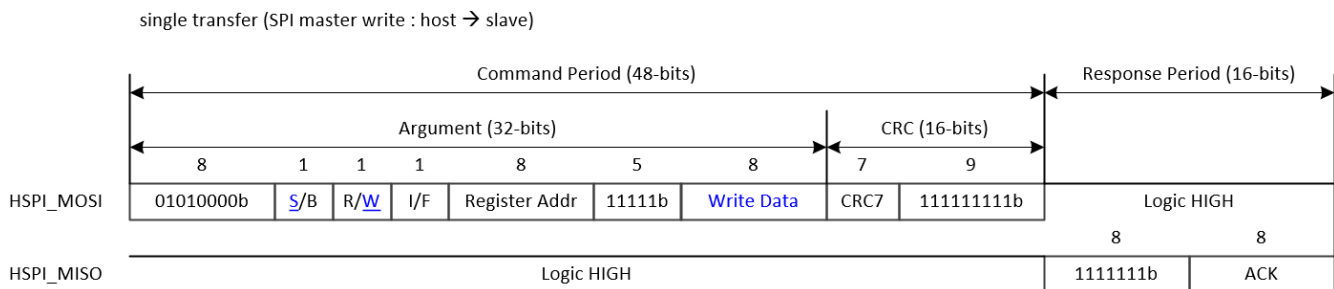 single transfer (SPI master write : host → slave)
Command Period (48-bits) Response Period (16-bits)
Argument (32-bits) CRC (16-bits)
8 1 1 1 8 5 8 7 9
HSPI_MOSI 01010000b S/B R/W I/F Register Addr 11111b Write Data CRC7 111111111b Logic HIGH
8 8
HSPI_MISO Logic HIGH 1111111b ACK